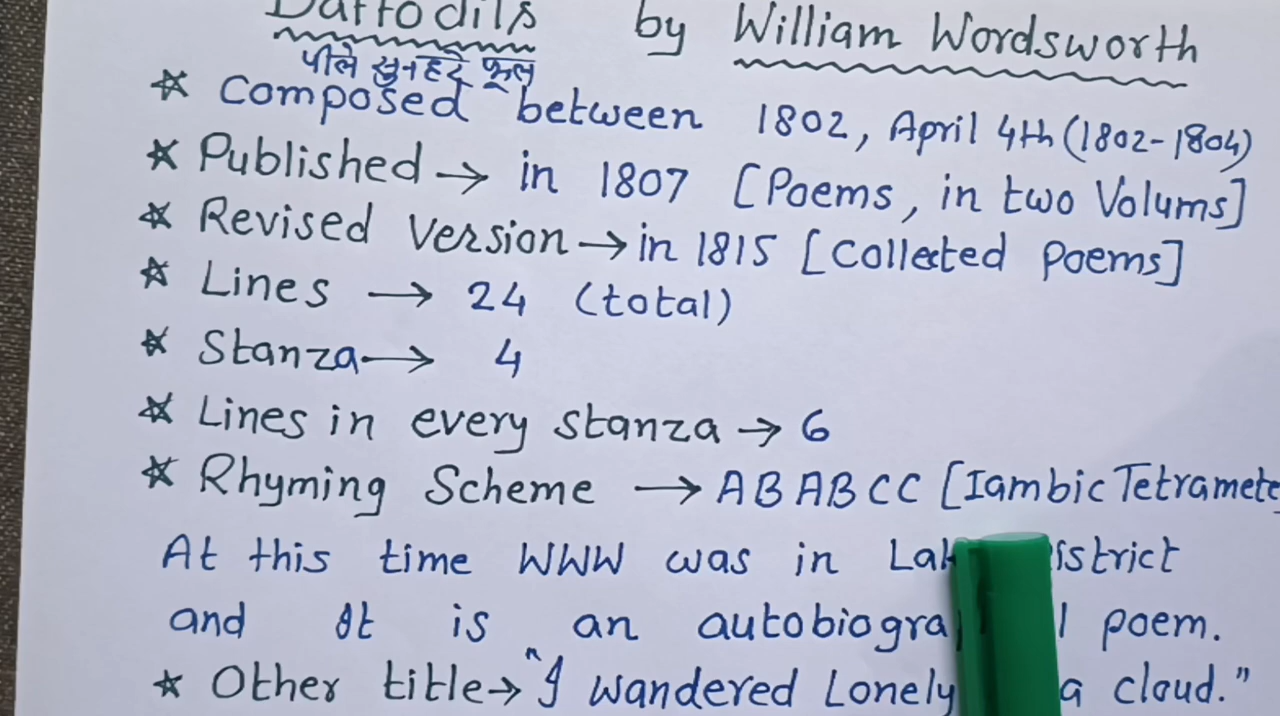 Daffodils by William Wordsworth
पीले सुनहरे फूल
☆ Composed between 1802, April 4th (1802-1804)
☆ Published → in 1807 [Poems, in two Volums]
☆ Revised Version → in 1815 [Collected Poems]
☆ Lines → 24 (total)
☆ Stanza → 4
☆ Lines in every stanza → 6
☆ Rhyming Scheme → ABABCC [Iambic Tetramete
At this time WWW was in La istrict
and It is an autobiogra l poem.
☆ Other title → "I wandered Lonely a cloud."